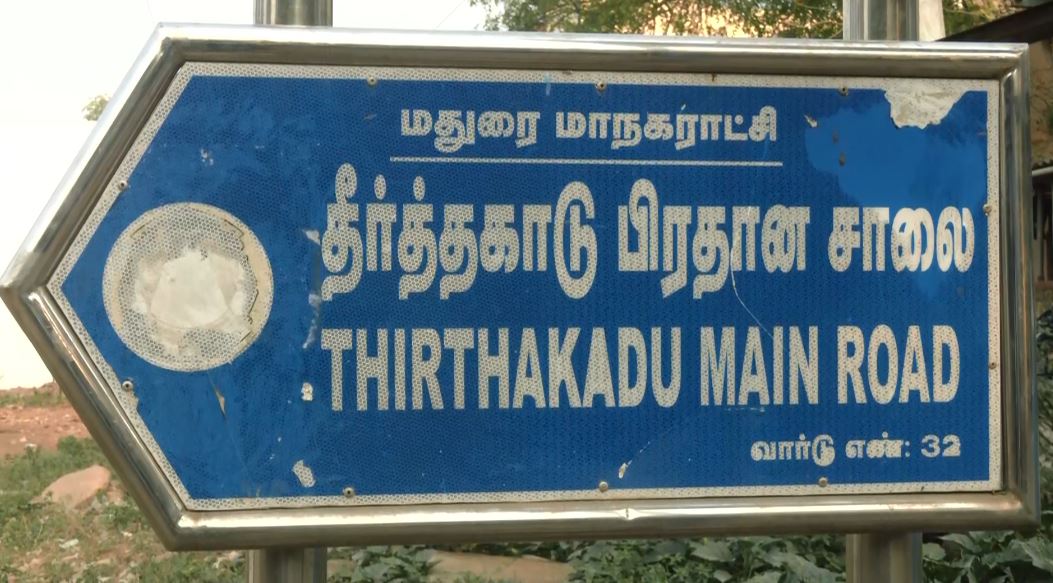 மதுரை மாநகராட்சி
தீர்த்தகாடு பிரதான சாலை
THIRTHAKADU MAIN ROAD
வார்டு எண்: 32